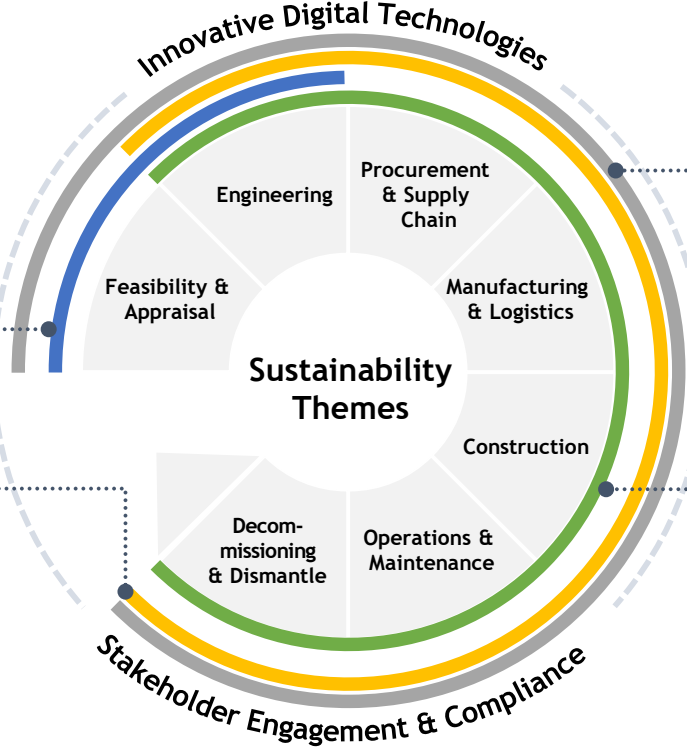 Innovative Digital Technologies
Engineering
Procurement
& Supply
Chain
Feasibility &
Appraisal
Manufacturing
& Logistics
Sustainability
Themes
Construction
Decom-
missioning
& Dismantle
Operations &
Maintenance
Stakeholder Engagement & Compliance